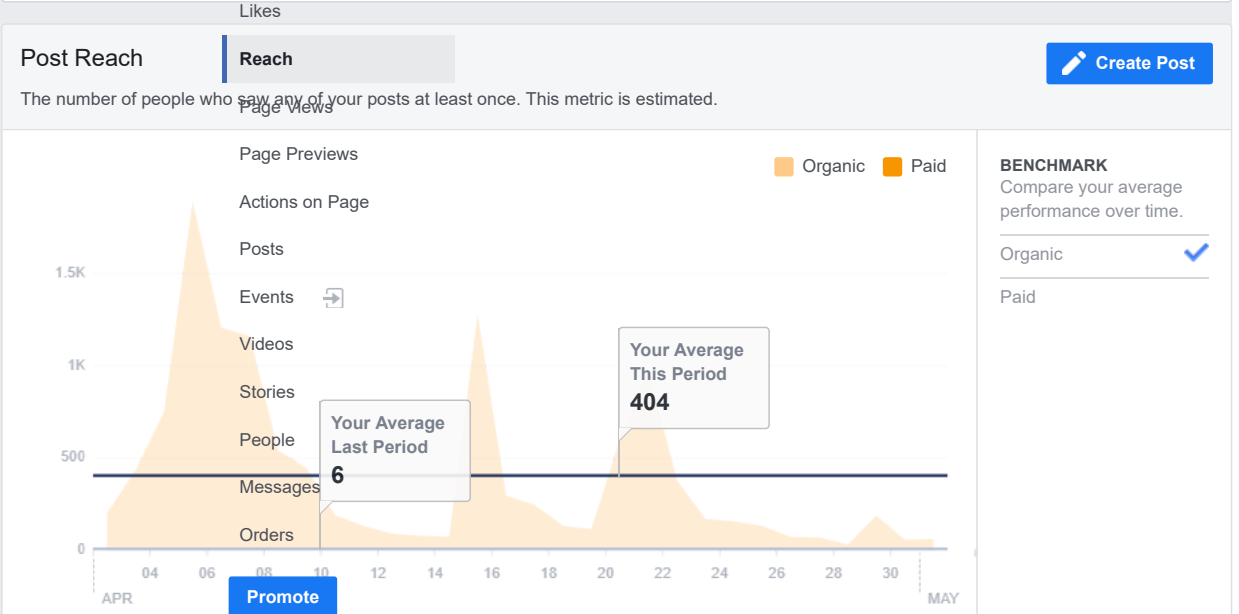 Likes
Post Reach
Reach
Create Post
The number of people who saw any of your posts at least once. This metric is estimated.
Page Views
Page Previews
Actions on Page
Posts
Events
Videos
Stories
People
Messages
Orders
Promote
Organic
Paid
1.5K
1K
500
0
Your Average
Last Period
6
Your Average
This Period
404
04 06 08 10 12 14 16 18 20 22 24 26 28 30
APR MAY
BENCHMARK
Compare your average
performance over time.
Organic
Paid